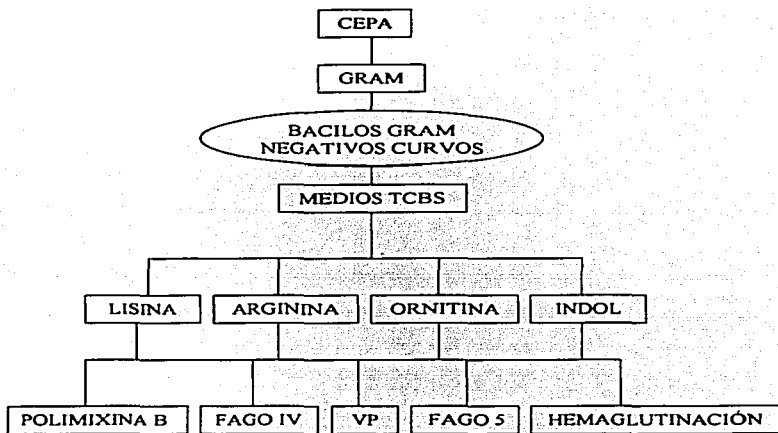 CEPA
GRAM
BACILOS GRAM
NEGATIVOS CURVOS
MEDIOS TCBS
LISINA
ARGININA
ORNITINA
INDOL
POLIMIXINA B
FAGO IV
VP
FAGO 5
HEMAGLUTINACIÓN